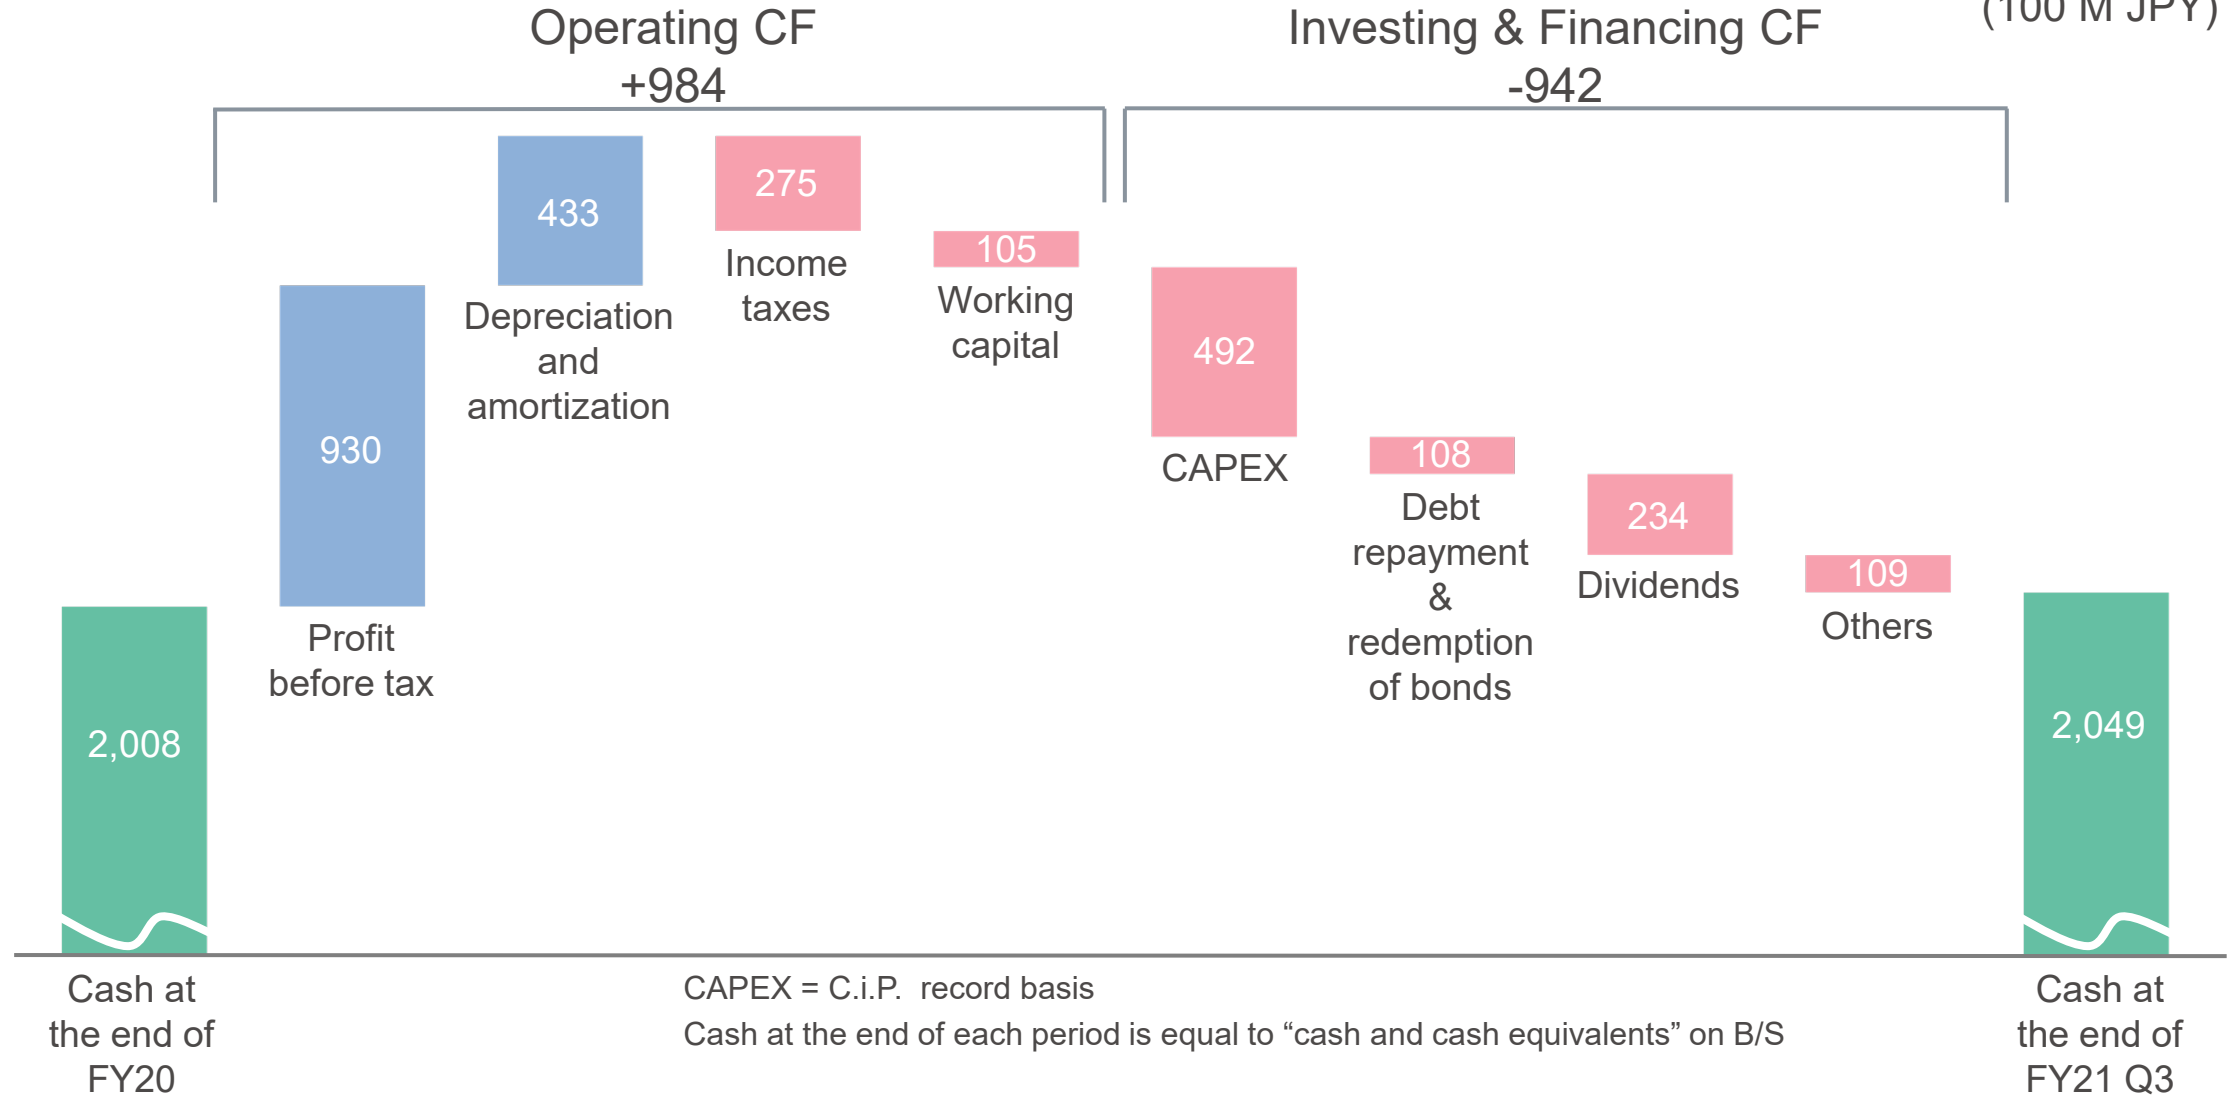 Operating CF
+984
Investing & Financing CF
-942
(100 M JPY)
433
275
Income
taxes
105
Working
capital
Depreciation
and
amortization
930
Profit
before tax
492
CAPEX
108
Debt
repayment
&
redemption
of bonds
234
Dividends
109
Others
2,008
2,049
Cash at
the end of
FY20
CAPEX = C.i.P. record basis
Cash at the end of each period is equal to “cash and cash equivalents” on B/S
Cash at
the end of
FY21 Q3